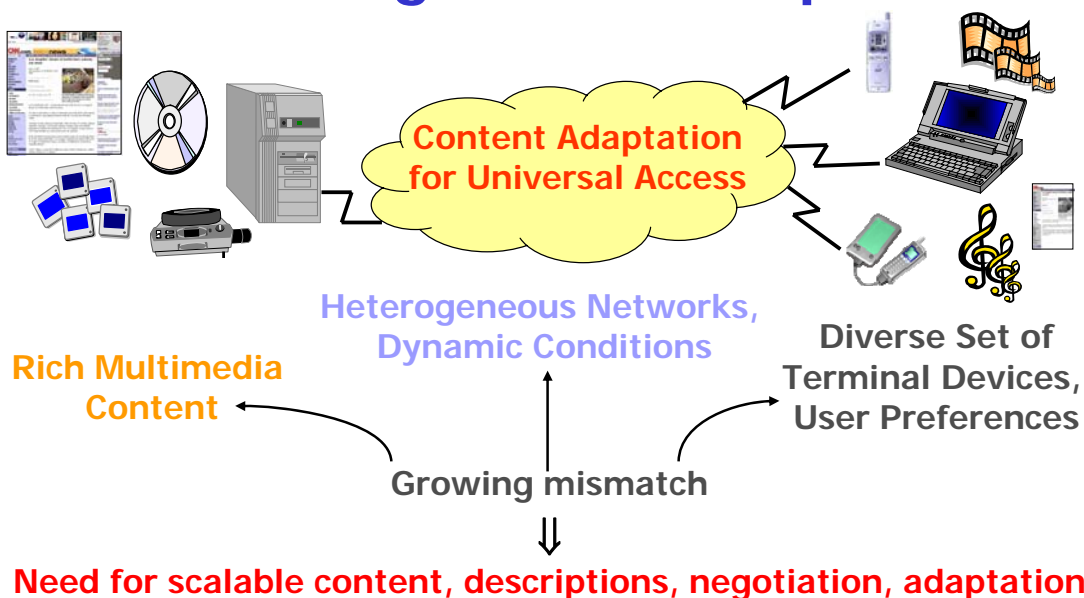 Content Adaptation
for Universal Access
Heterogeneous Networks,
Dynamic Conditions
Rich Multimedia
Content
Diverse Set of
Terminal Devices,
User Preferences
Growing mismatch
⇓
Need for scalable content, descriptions, negotiation, adaptation